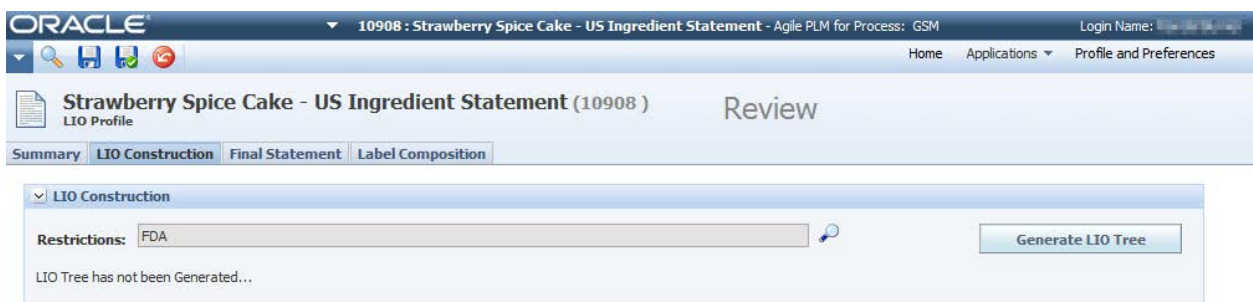 ORACLE 10908 : Strawberry Spice Cake - US Ingredient Statement - Agile PLM for Process: GSM Login Name:
Home Applications Profile and Preferences
Strawberry Spice Cake - US Ingredient Statement (10908 ) Review
LIO Profile
Summary LIO Construction Final Statement Label Composition
LIO Construction
Restrictions: FDA Generate LIO Tree
LIO Tree has not been Generated...